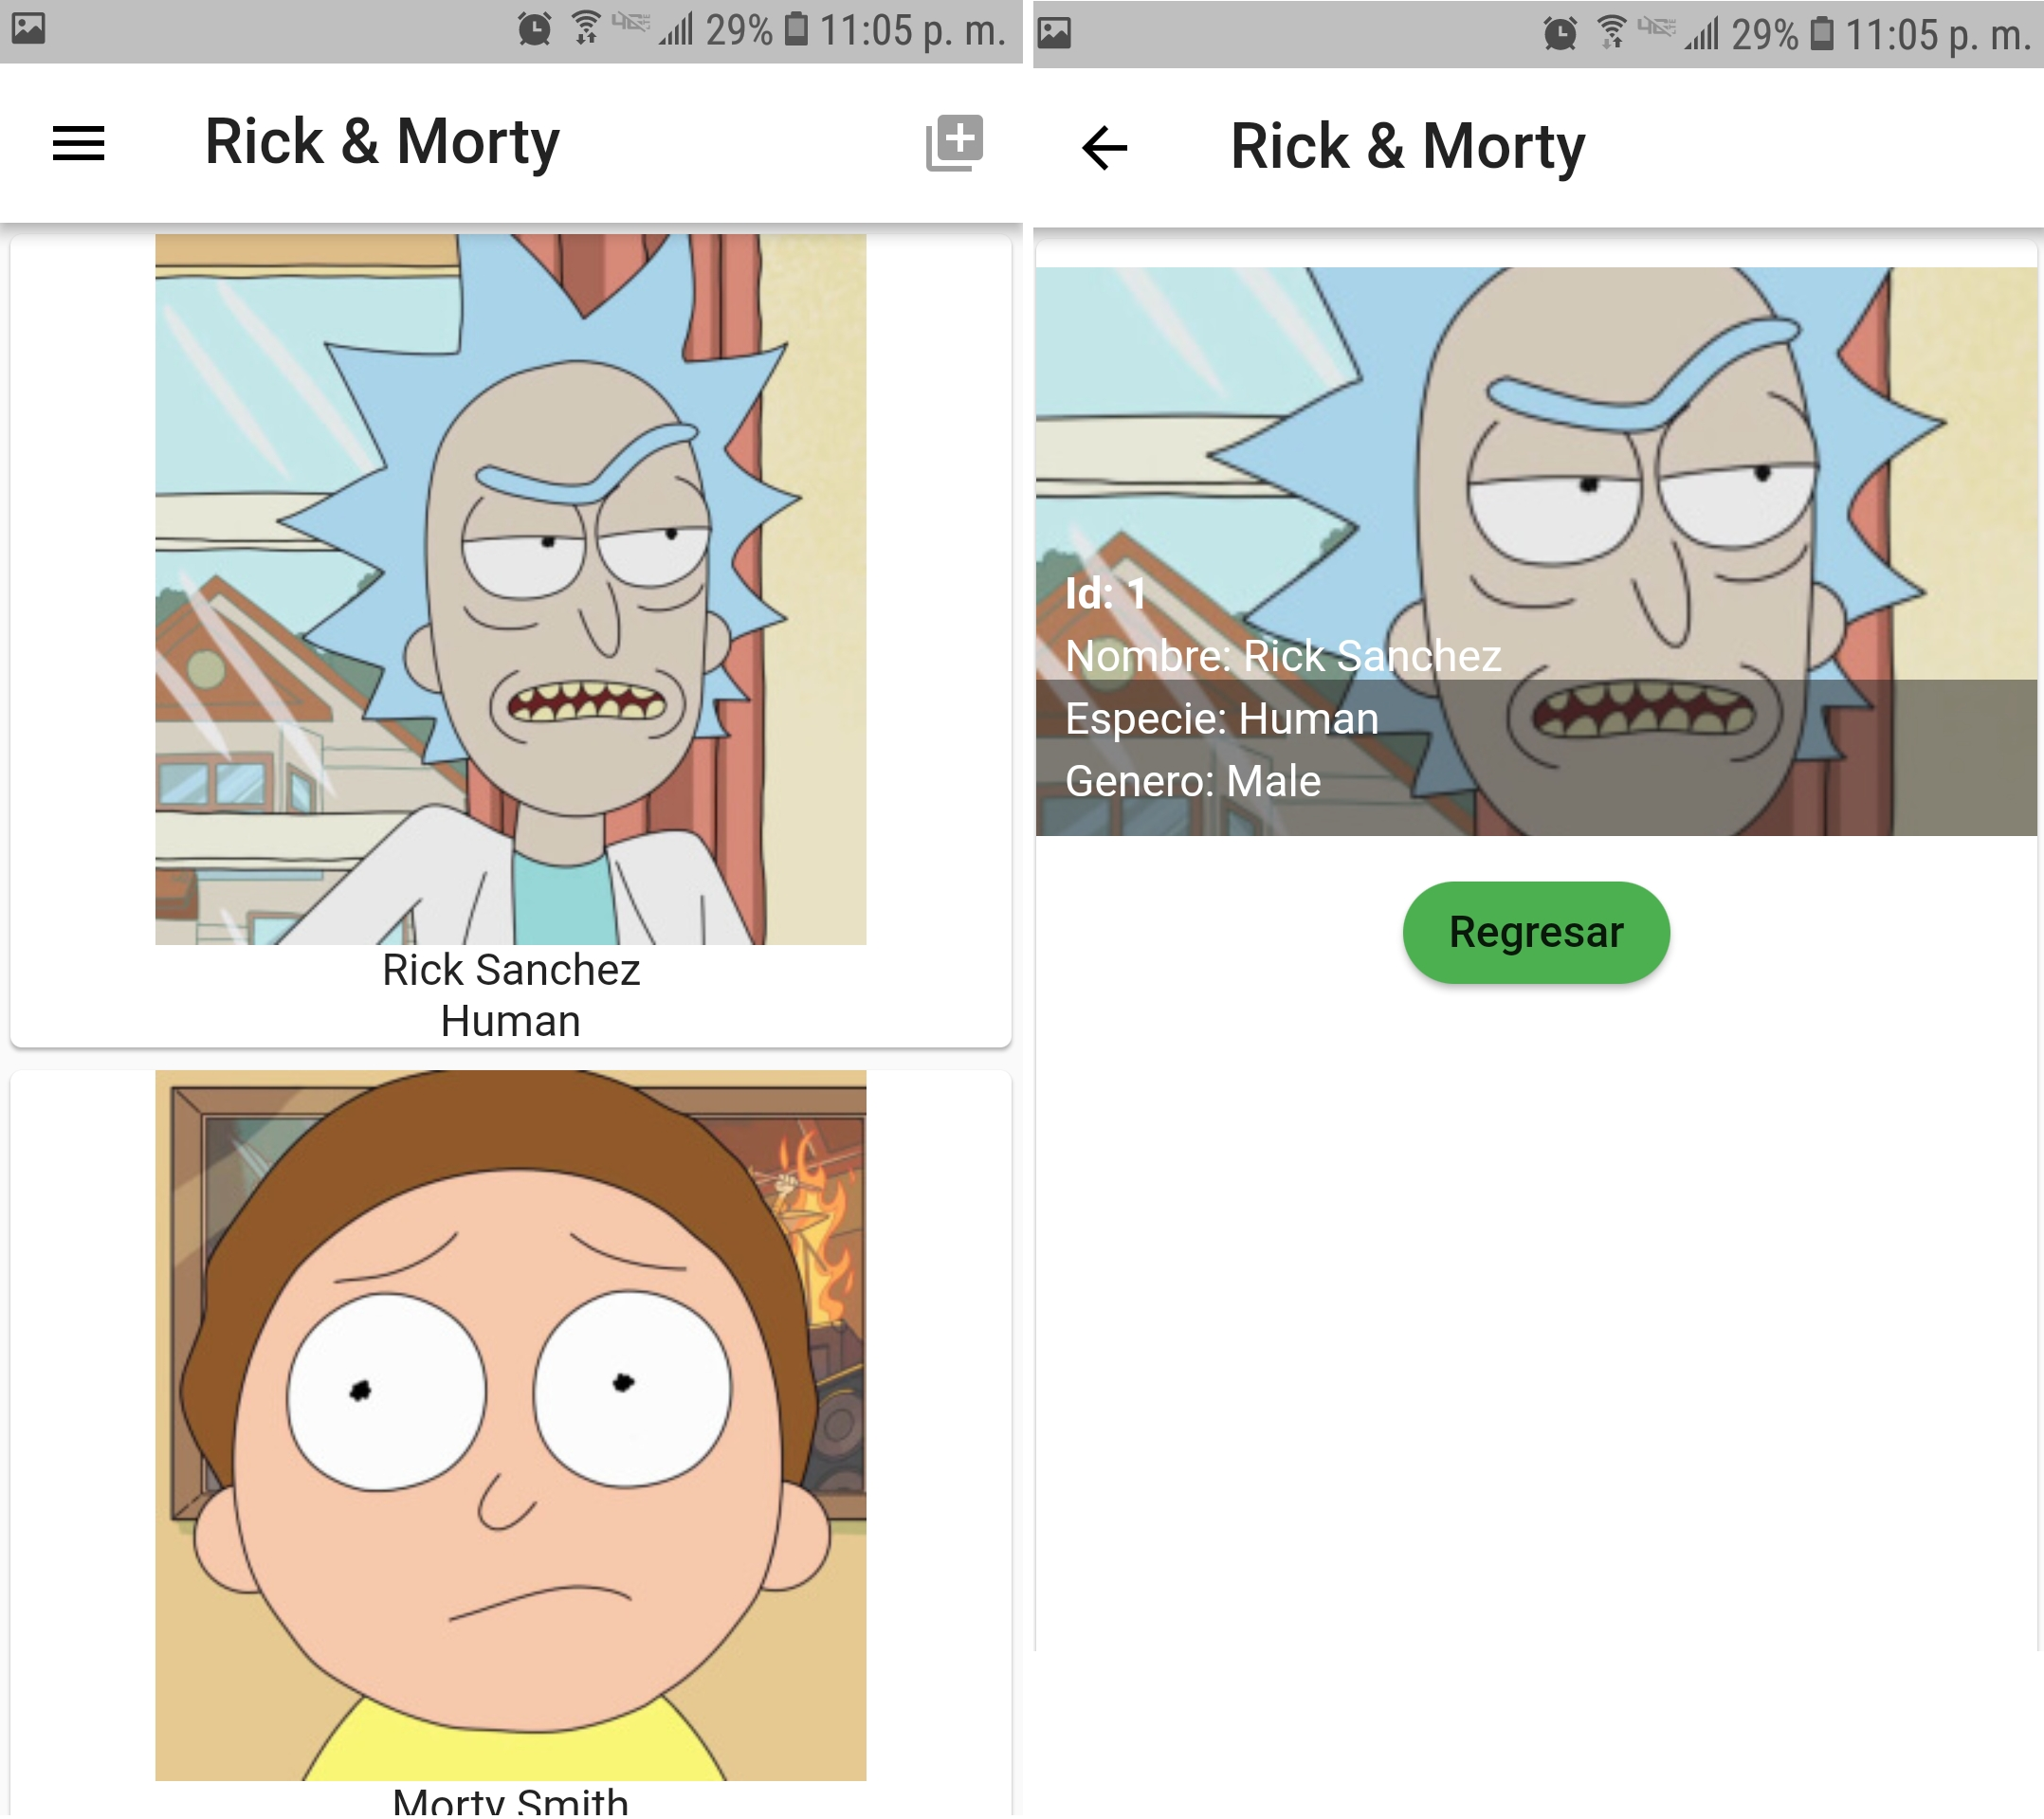 29% 11:05 p. m.
Rick & Morty
Rick Sanchez
Human
Morty Smith
29% 11:05 p. m.
Rick & Morty
Id: 1
Nombre: Rick Sanchez
Especie: Human
Genero: Male
Regresar